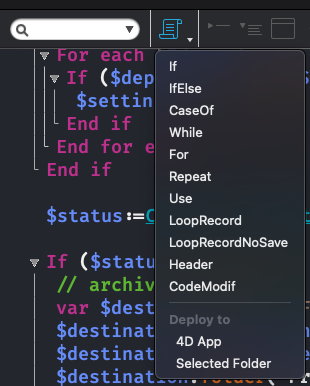 For each
If ($dep
$settin
End if
End for e
End if
$status:=
If ($statu
// archiv
var $dest
$destinat
$destinat
$destinat
$destination.folder(
If
IfElse
CaseOf
While
For
Repeat
Use
LoopRecord
LoopRecordNoSave
Header
CodeModif
Deploy to
4D App
Selected Folder